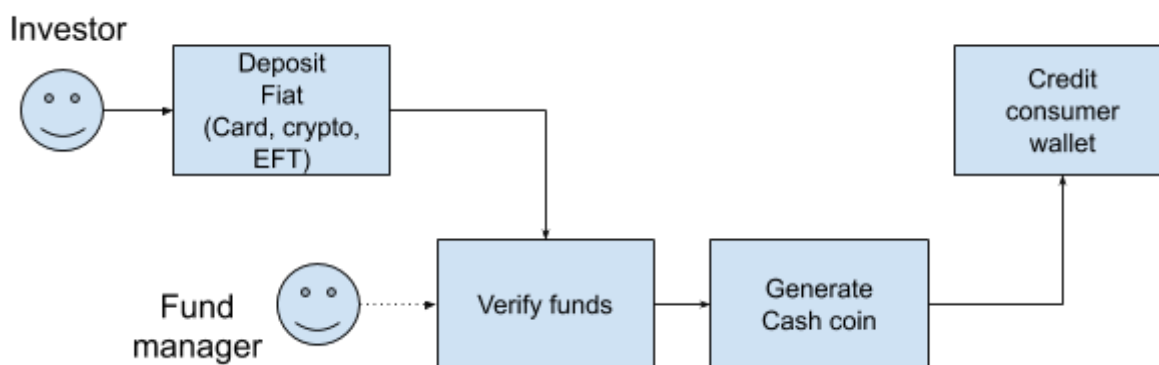 Investor
Deposit
Fiat
(Card, crypto,
EFT)
Credit
consumer
wallet
Fund
manager
Verify funds
Generate
Cash coin